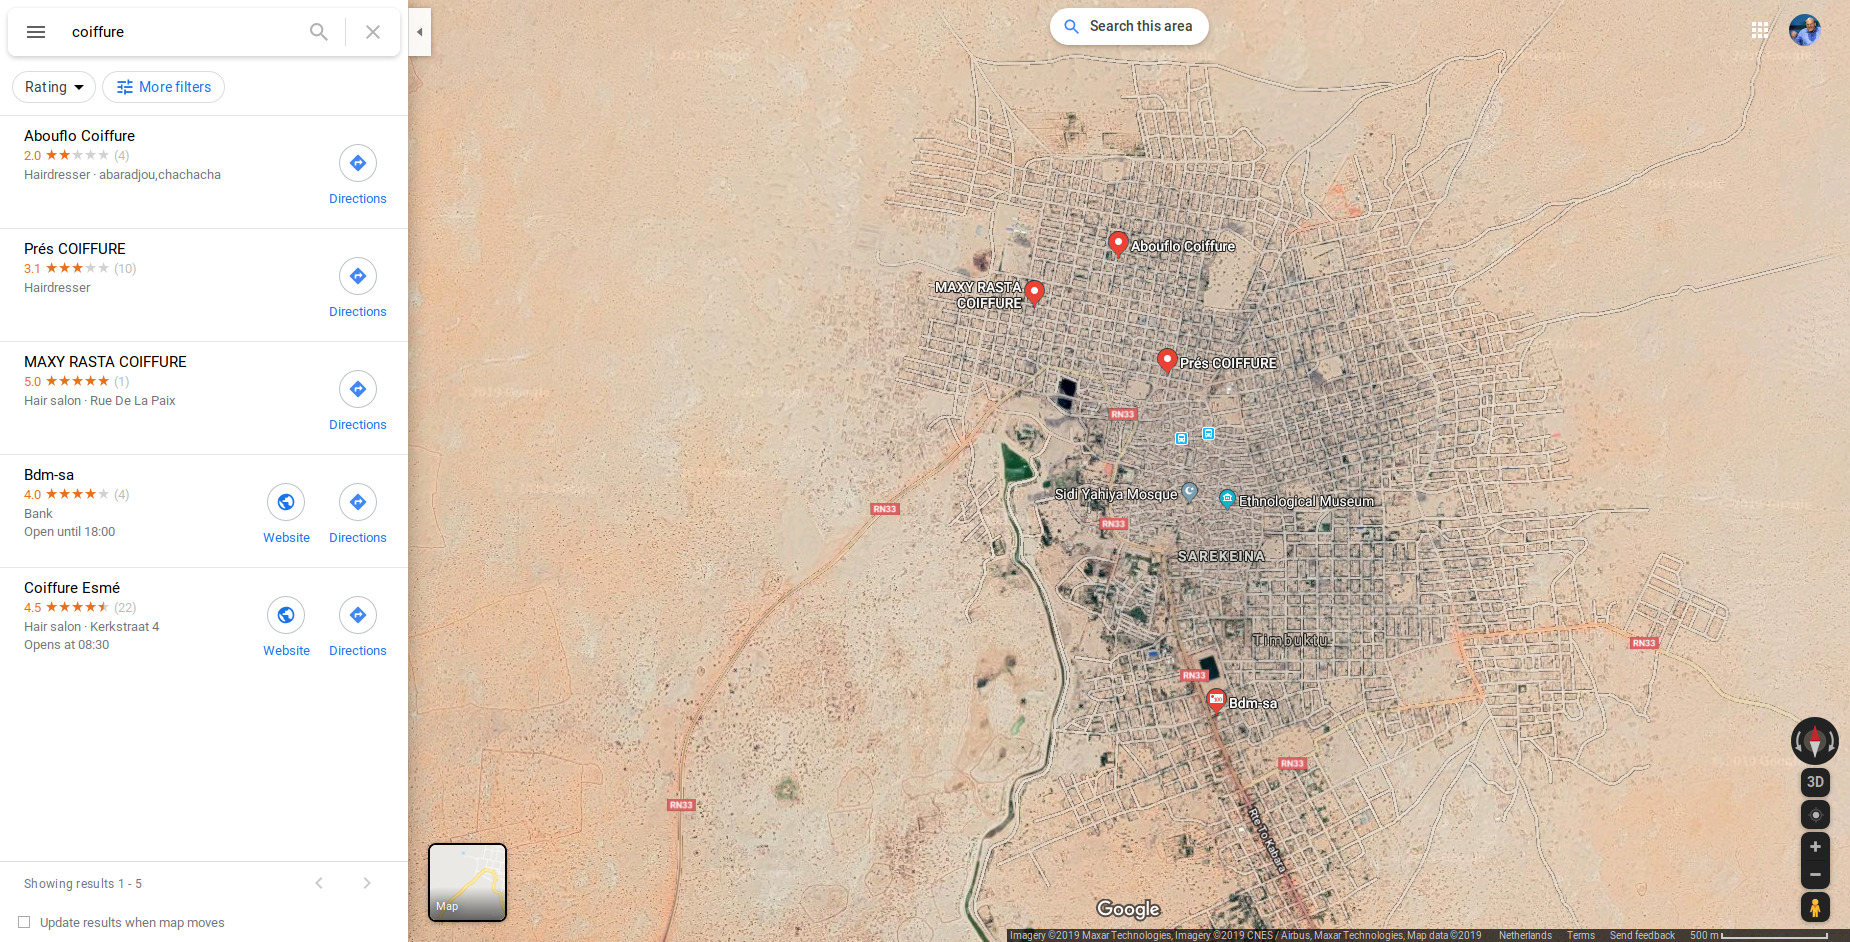 coiffure
Search this area
Rating
More filters
Abouflo Coiffure
2.0 (4)
Hairdresser · abaradjou,chachacha
Directions
Prés COIFFURE
3.1 (10)
Hairdresser
Directions
MAXY RASTA COIFFURE
5.0 (1)
Hair salon · Rue De La Paix
Directions
Bdm-sa
4.0 (4)
Bank
Open until 18:00
Website
Directions
Coiffure Esmé
4.5 (22)
Hair salon · Kerkstraat 4
Opens at 08:30
Website
Directions
Showing results 1 - 5
Update results when map moves
Abouflo Coiffure
MAXY RASTA
COIFFURE
Prés COIFFURE
RN33
Sidi Yahiya Mosque
Ethnological Museum
RN33
RN33
SAREKEINA
Timbuktu
RN33
RN33
Bdm-sa
RN33
RN33
Rte To Kabara
Map
Google
3D
Imagery ©2019 Maxar Technologies, Imagery ©2019 CNES / Airbus, Maxar Technologies, Map data ©2019
Netherlands
Terms
Send feedback
500 m